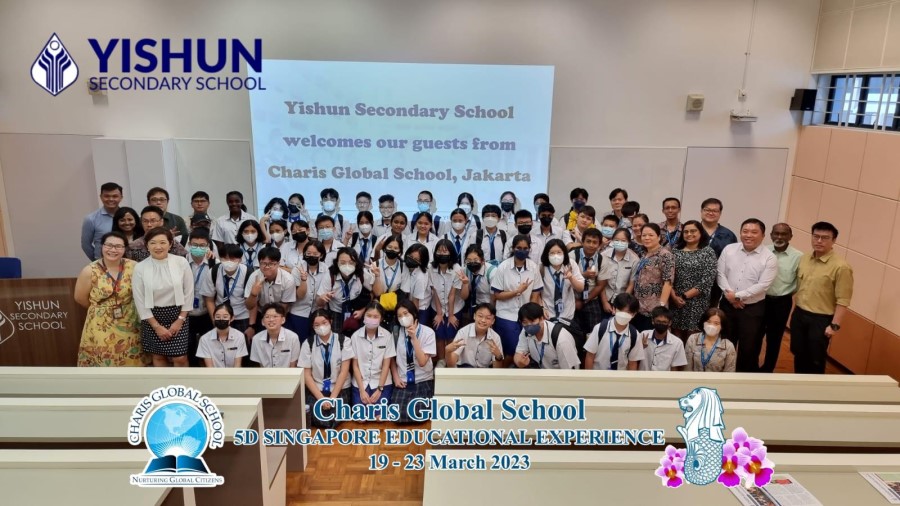 YISHUN
SECONDARY SCHOOL
Yishun Secondary School
welcomes our guests from
Charis Global School, Jakarta
YISHUN
SECONDARY SCHOOL
CHARIS GLOBAL SCHOOL
NURTURING GLOBAL CITIZENS
Charis Global School
5D SINGAPORE EDUCATIONAL EXPERIENCE
19 - 23 March 2023